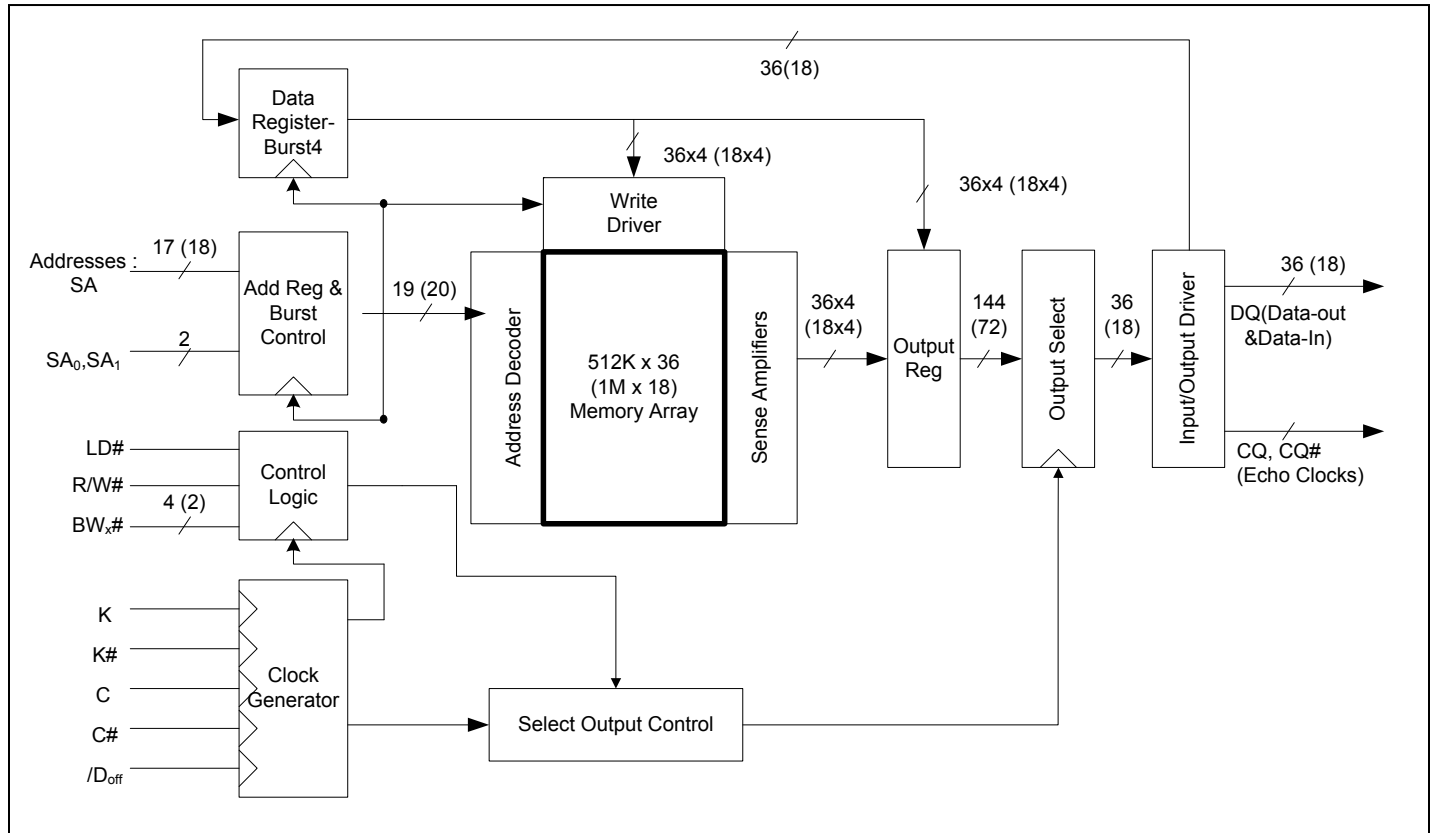 36(18)
Data
Register-
Burst4
36x4 (18x4)
36x4 (18x4)
Write
Driver
Addresses :
SA
17 (18)
SA0,SA1
2
Add Reg &
Burst
Control
19 (20)
Address Decoder
512K x 36
(1M x 18)
Memory Array
Sense Amplifiers
36x4
(18x4)
Output
Reg
144
(72)
Output Select
36
(18)
Input/Output Driver
36 (18)
DQ(Data-out
&Data-In)
CQ, CQ#
(Echo Clocks)
LD#
R/W#
BWx#
4 (2)
Control
Logic
K
K#
C
C#
/Doff
Clock
Generator
Select Output Control